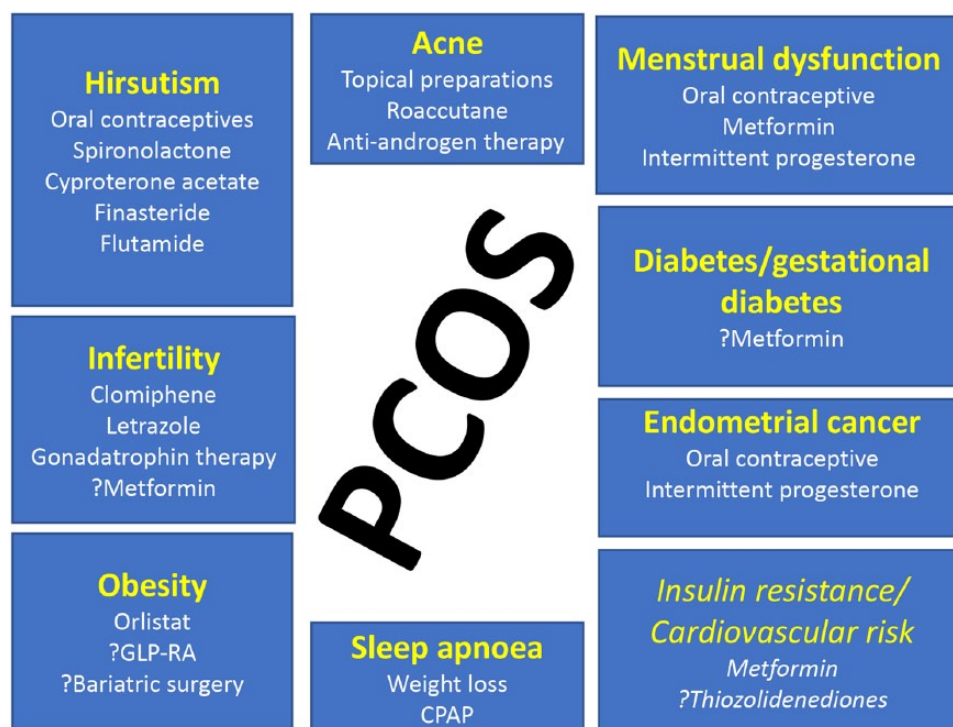 Hirsutism
Oral contraceptives
Spironolactone
Cyproterone acetate
Finasteride
Flutamide
Acne
Topical preparations
Roaccutane
Anti-androgen therapy
Menstrual dysfunction
Oral contraceptive
Metformin
Intermittent progesterone
PCOS
Infertility
Clomiphene
Letrazole
Gonadatrophin therapy
?Metformin
Diabetes/gestational
diabetes
?Metformin
Endometrial cancer
Oral contraceptive
Intermittent progesterone
Obesity
Orlistat
?GLP-RA
?Bariatric surgery
Sleep apnoea
Weight loss
CPAP
Insulin resistance/
Cardiovascular risk
Metformin
?Thiozolidenediones